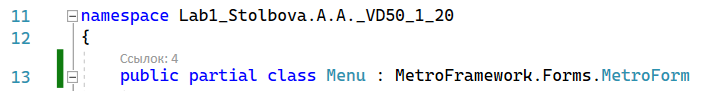 11 namespace Lab1_Stolbova.A.A._VD50_1_20
12 {
Ссылок: 4
13 public partial class Menu : MetroFramework.Forms.MetroForm